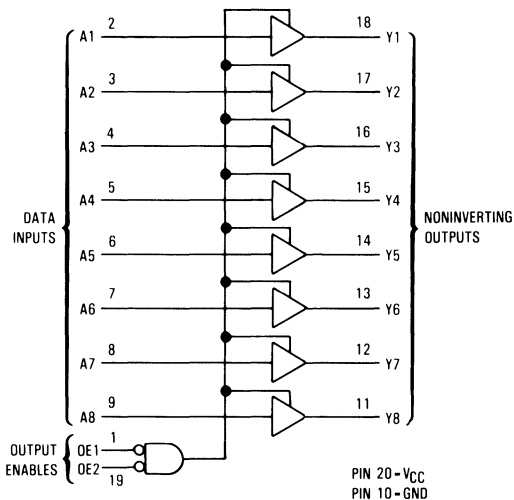 A1 2 18 Y1
A2 3 17 Y2
A3 4 16 Y3
A4 5 15 Y4
DATA INPUTS
NONINVERTING OUTPUTS
A5 6 14 Y5
A6 7 13 Y6
A7 8 12 Y7
A8 9 11 Y8
OUTPUT ENABLES
OE1 1
OE2 19
PIN 20 - VCC
PIN 10 - GND